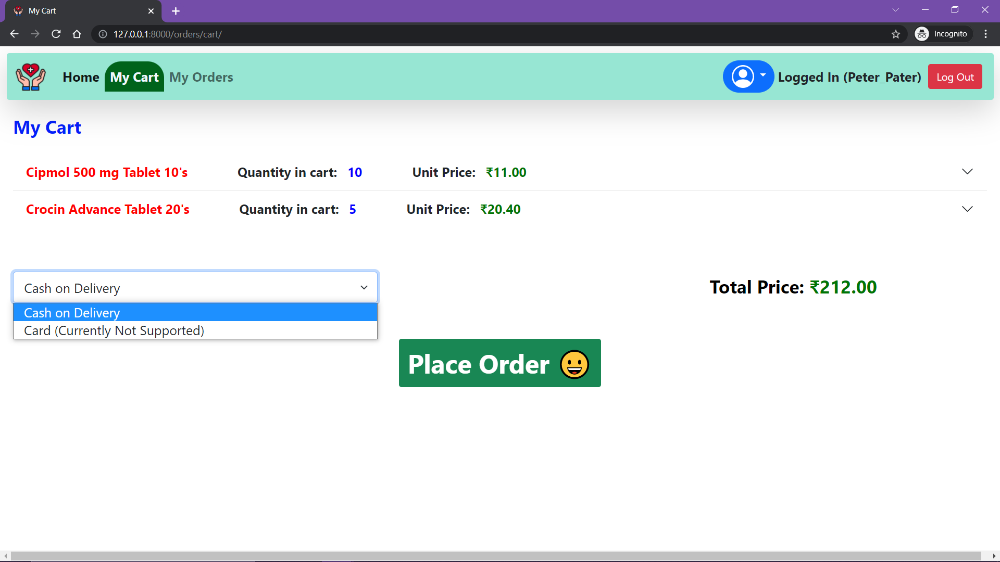 My Cart
127.0.0.1:8000/orders/cart/
Incognito
Home My Cart My Orders
Logged In (Peter_Pater) Log Out
My Cart
Cipmol 500 mg Tablet 10's Quantity in cart: 10 Unit Price: ₹11.00
Crocin Advance Tablet 20's Quantity in cart: 5 Unit Price: ₹20.40
Cash on Delivery
Total Price: ₹212.00
Cash on Delivery
Card (Currently Not Supported)
Place Order